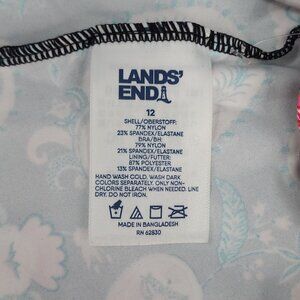 LANDS'
END
12
SHELL/OBERSTOFF:
77% NYLON
23% SPANDEX/ELASTANE
BRA/BH:
79% NYLON
21% SPANDEX/ELASTANE
LINING/FUTTER:
87% POLYESTER
13% SPANDEX/ELASTANE
HAND WASH COLD. WASH DARK
COLORS SEPARATELY. ONLY NON-
CHLORINE BLEACH WHEN NEEDED. LINE
DRY. DO NOT IRON.
MADE IN BANGLADESH
RN 62830